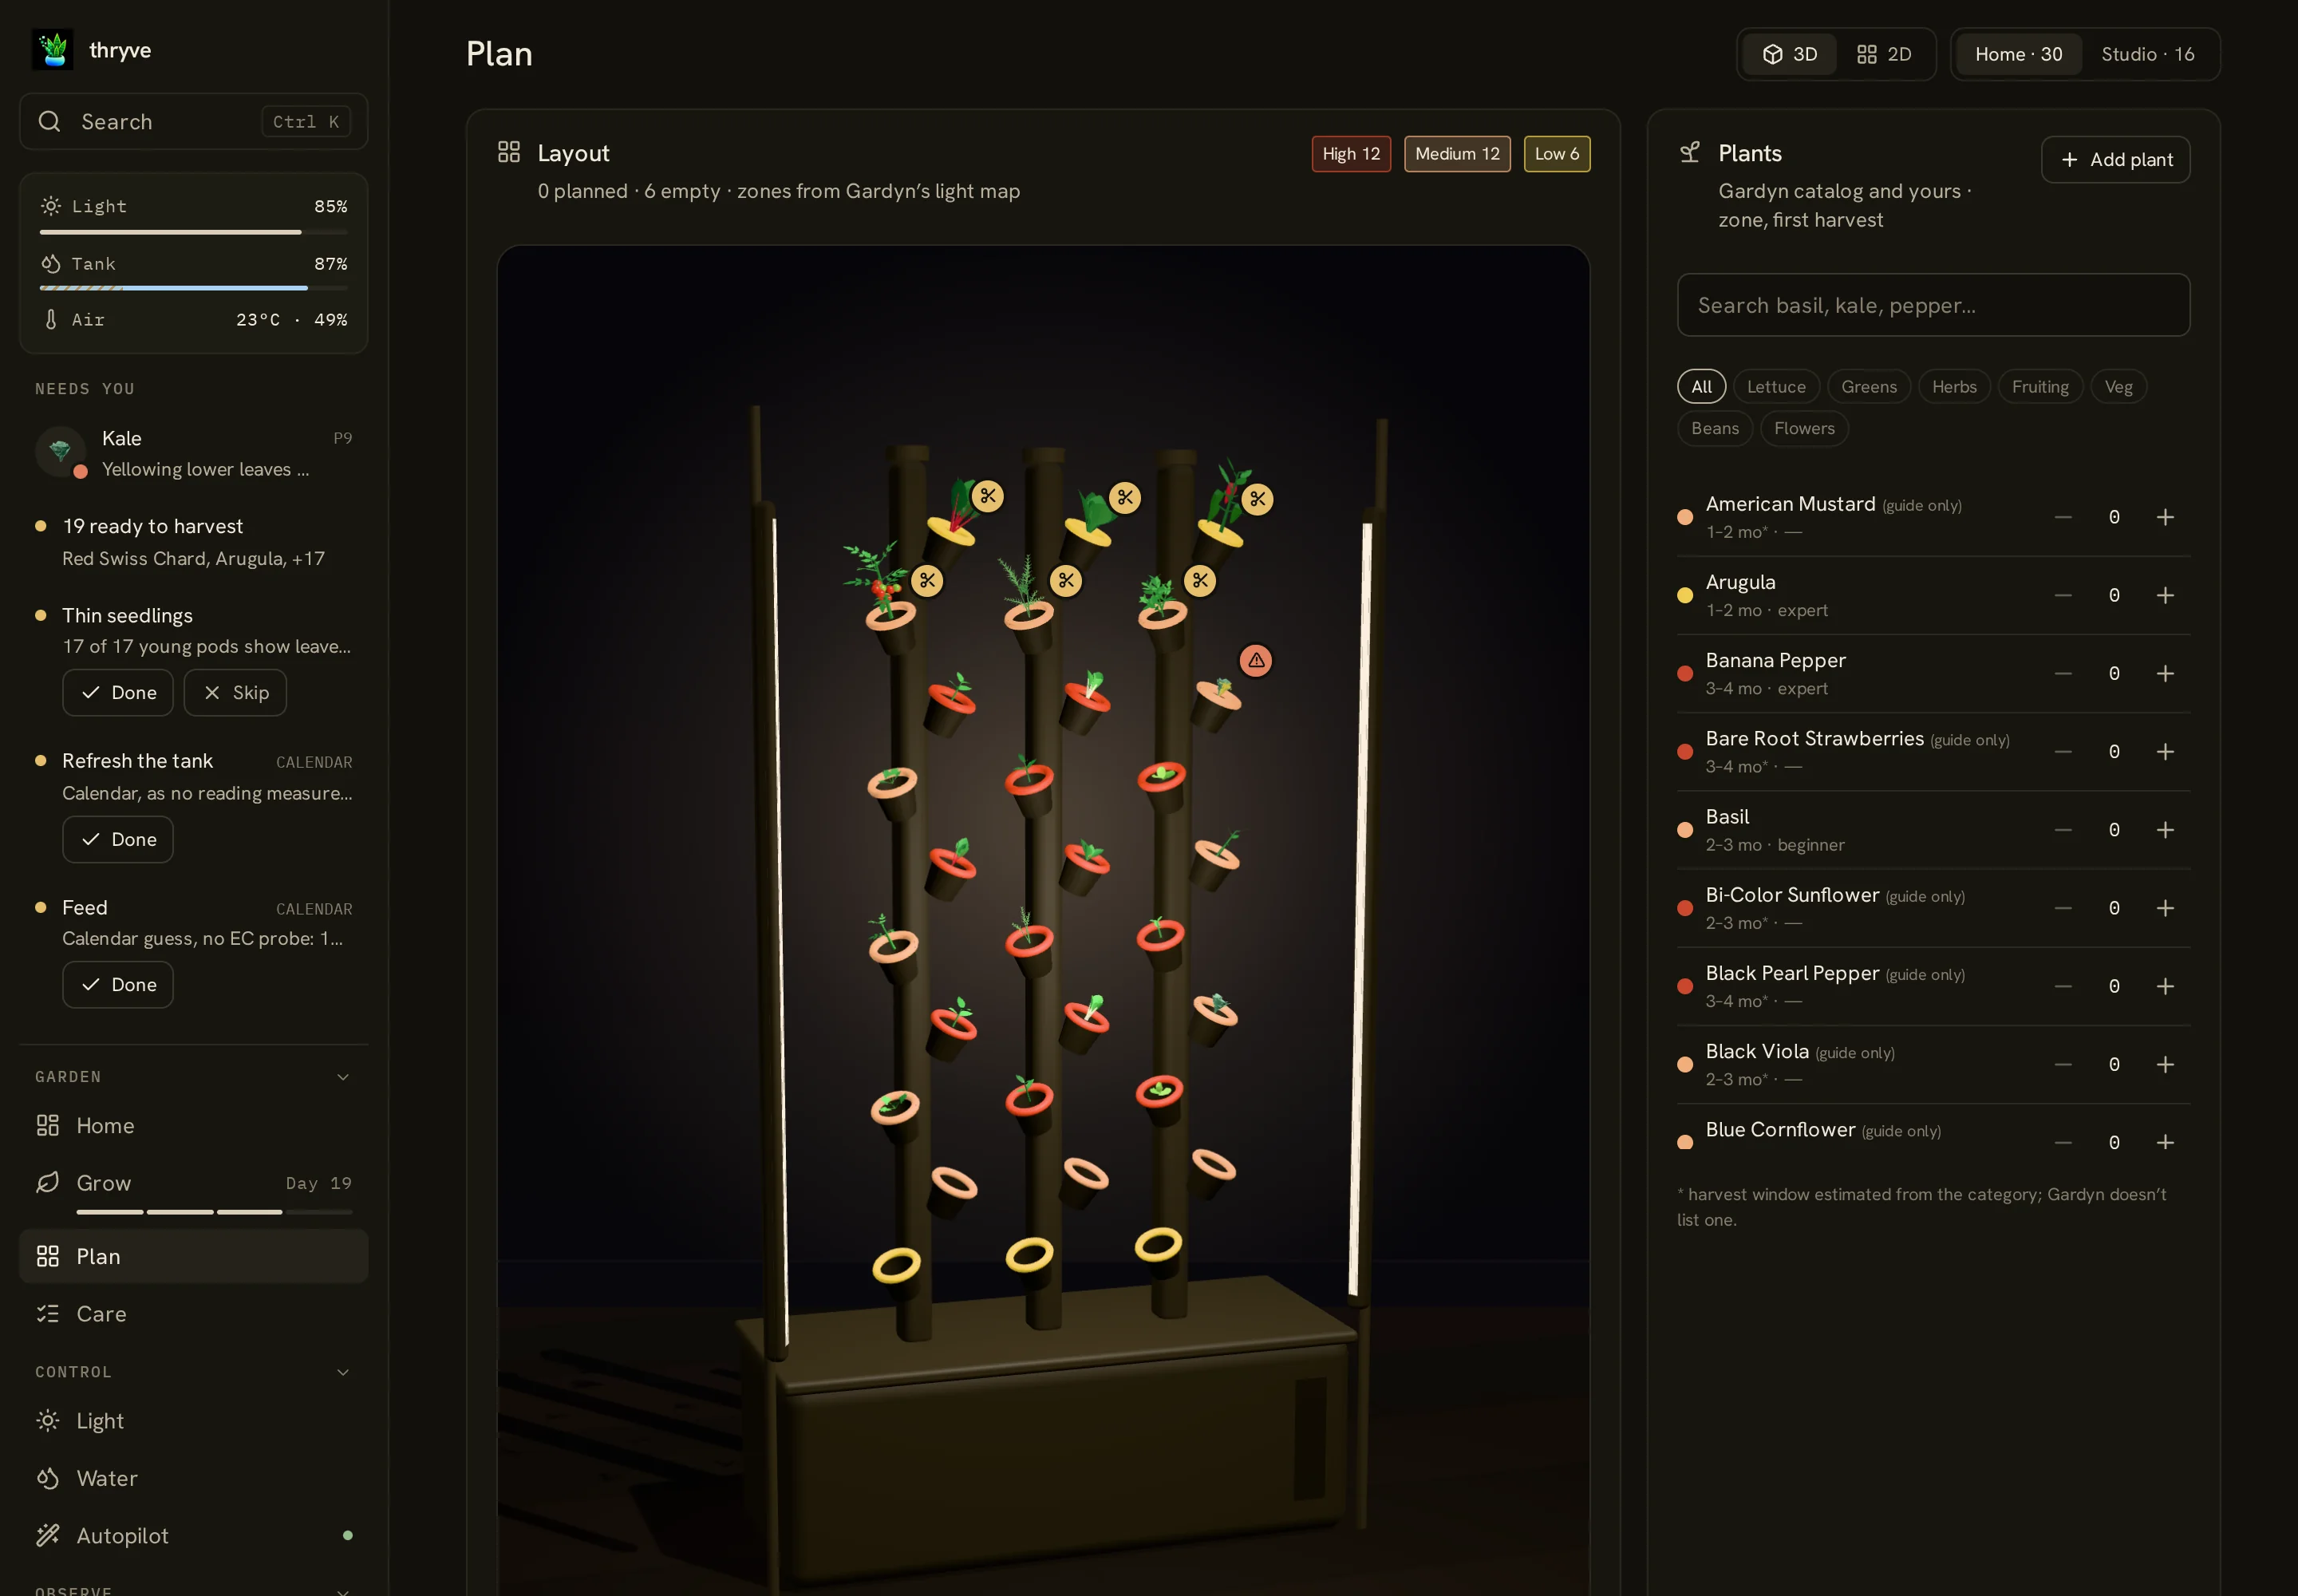 thryve
Search
Ctrl K
Light 85%
Tank 87%
Air 23°C · 49%
NEEDS YOU
Kale P9
Yellowing lower leaves ...
19 ready to harvest
Red Swiss Chard, Arugula, +17
Thin seedlings
17 of 17 young pods show leave...
Done
Skip
Refresh the tank CALENDAR
Calendar, as no reading measure...
Done
Feed CALENDAR
Calendar guess, no EC probe: 1...
Done
GARDEN
Home
Grow Day 19
Plan
Care
CONTROL
Light
Water
Autopilot
OBSERVE
Plan
3D
2D
Home · 30
Studio · 16
Layout
0 planned · 6 empty · zones from Gardyn’s light map
High 12
Medium 12
Low 6
Plants
Gardyn catalog and yours ·
zone, first harvest
+ Add plant
Search basil, kale, pepper...
All
Lettuce
Greens
Herbs
Fruiting
Veg
Beans
Flowers
American Mustard (guide only)
1–2 mo* · —
− 0 +
Arugula
1–2 mo · expert
− 0 +
Banana Pepper
3–4 mo · expert
− 0 +
Bare Root Strawberries (guide only)
3–4 mo* · —
− 0 +
Basil
2–3 mo · beginner
− 0 +
Bi-Color Sunflower (guide only)
2–3 mo* · —
− 0 +
Black Pearl Pepper (guide only)
3–4 mo* · —
− 0 +
Black Viola (guide only)
2–3 mo* · —
− 0 +
Blue Cornflower (guide only)
− 0 +
* harvest window estimated from the category; Gardyn doesn’t
list one.